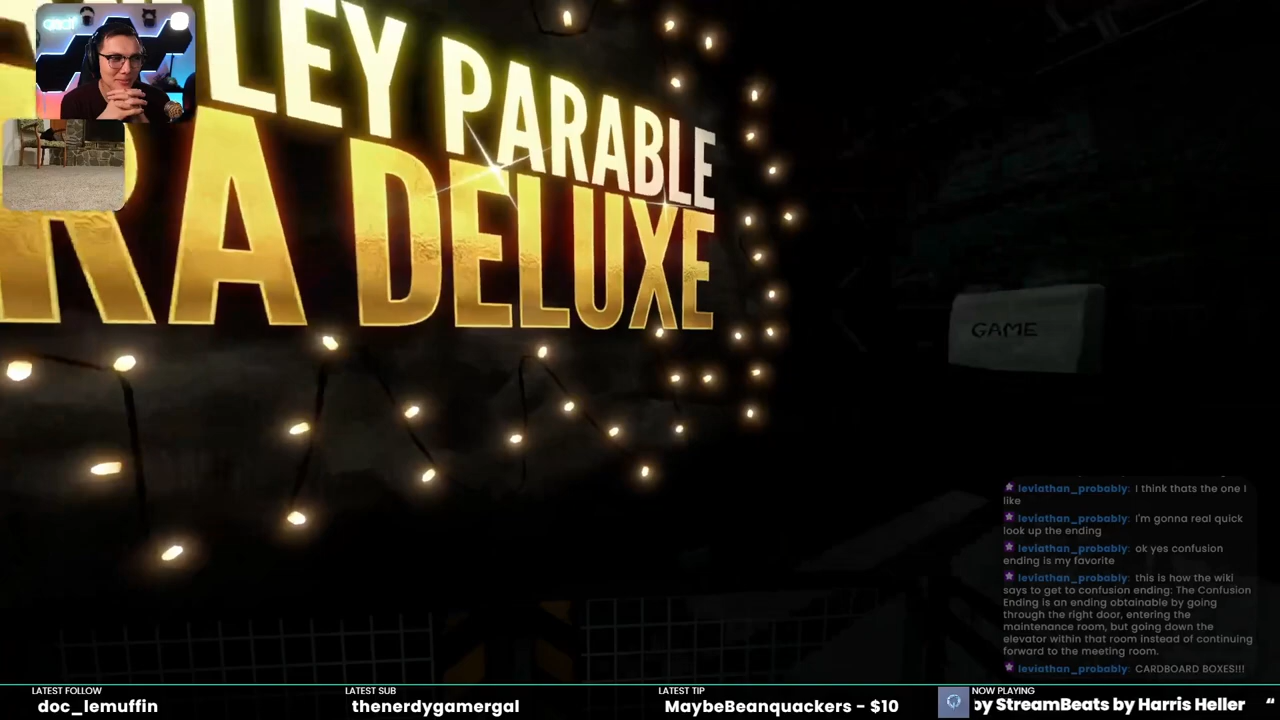 LEY PARABLE
RA DELUXE
GAME
leviathan_probably: I think thats the one I
like
leviathan_probably: I'm gonna real quick
look up the ending
leviathan_probably: ok yes confusion
ending is my favorite
leviathan_probably: this is how the wiki
says to get to confusion ending: The Confusion
Ending is an ending obtainable by going
through the right door, entering the
maintenance room, but going down the
elevator within that room instead of continuing
forward to the meeting room.
leviathan_probably: CARDBOARD BOXES!!!
LATEST FOLLOW
doc_lemuffin
LATEST SUB
thenerdygamergal
LATEST TIP
MaybeBeanquackers - $10
NOW PLAYING
by StreamBeats by Harris Heller “